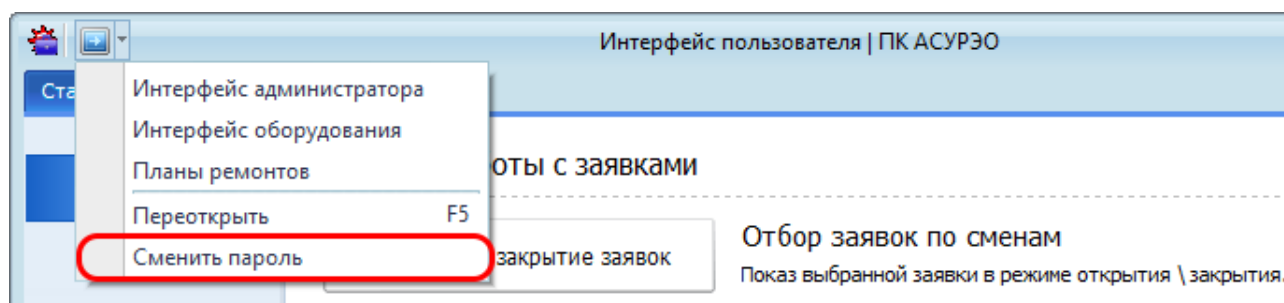 Интерфейс пользователя | ПК АСУРЭО
Ста
Интерфейс администратора
Интерфейс оборудования
Планы ремонтов
Переоткрыть F5
Сменить пароль
оты с заявками
закрытие заявок
Отбор заявок по сменам
Показ выбранной заявки в режиме открытия \ закрытия.